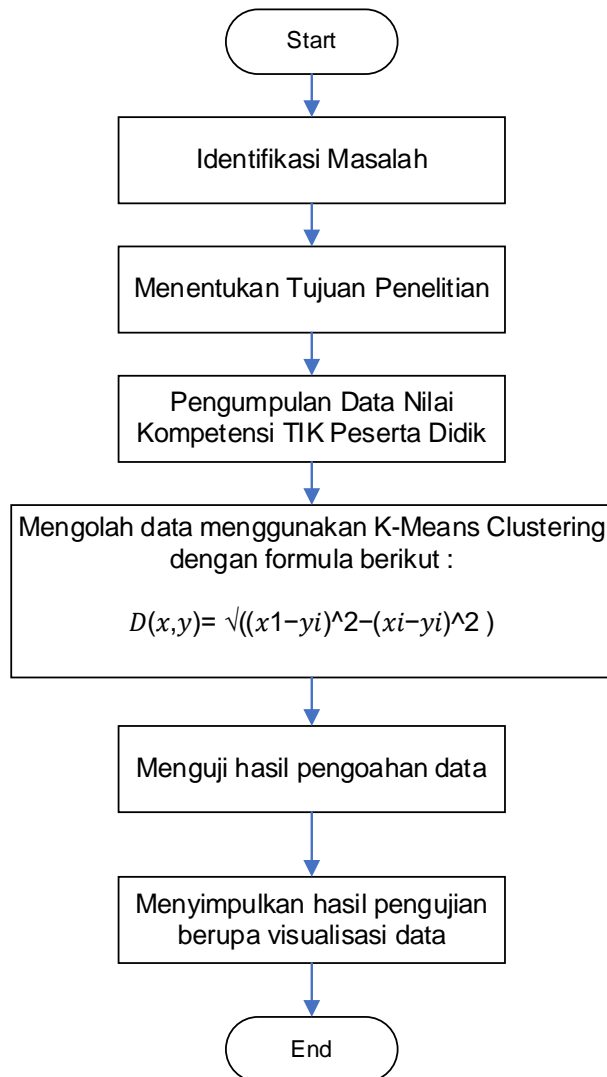 Start
Identifikasi Masalah
Menentukan Tujuan Penelitian
Pengumpulan Data Nilai
Kompetensi TIK Peserta Didik
Mengolah data menggunakan K-Means Clustering
dengan formula berikut :
𝐷(𝑥,𝑦)= √((𝑥1−𝑦𝑖)^2−(𝑥𝑖−𝑦𝑖)^2 )
Menguji hasil pengoahan data
Menyimpulkan hasil pengujian
berupa visualisasi data
End